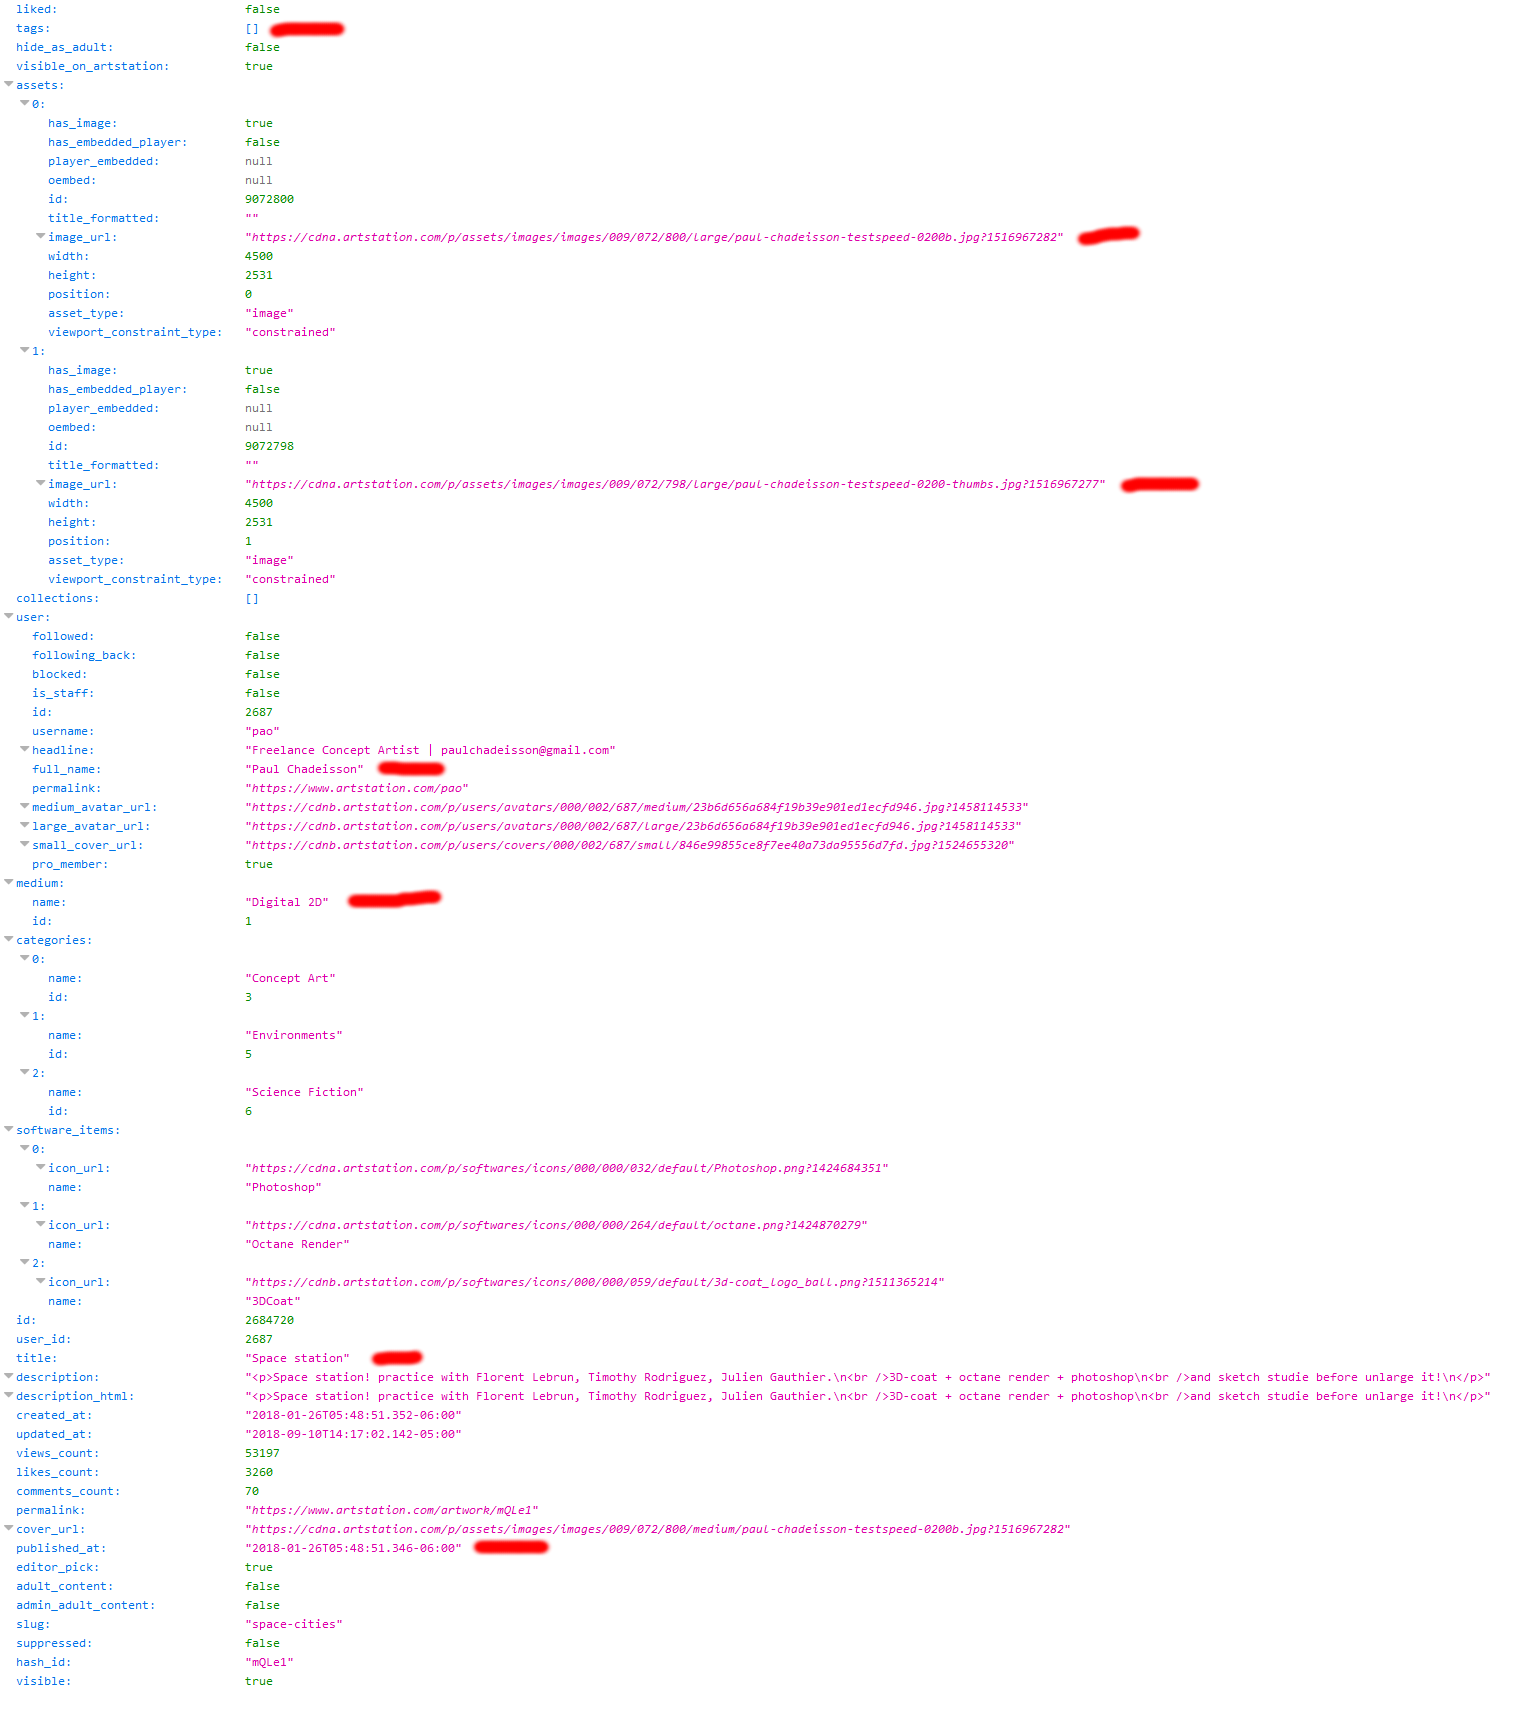 liked: false
tags: []
hide_as_adult: false
visible_on_artstation: true
assets:
0:
has_image: true
has_embedded_player: false
player_embedded: null
oembed: null
id: 9072800
title_formatted: ""
image_url: "https://cdna.artstation.com/p/assets/images/images/009/072/800/large/paul-chadeisson-testspeed-0200b.jpg?1516967282"
width: 4500
height: 2531
position: 0
asset_type: "image"
viewport_constraint_type: "constrained"
1:
has_image: true
has_embedded_player: false
player_embedded: null
oembed: null
id: 9072798
title_formatted: ""
image_url: "https://cdna.artstation.com/p/assets/images/images/009/072/798/large/paul-chadeisson-testspeed-0200-thumbs.jpg?1516967277"
width: 4500
height: 2531
position: 1
asset_type: "image"
viewport_constraint_type: "constrained"
collections: []
user:
followed: false
following_back: false
blocked: false
is_staff: false
id: 2687
username: "pao"
headline: "Freelance Concept Artist | paulchadeisson@gmail.com"
full_name: "Paul Chadeisson"
permalink: "https://www.artstation.com/pao"
medium_avatar_url: "https://cdnb.artstation.com/p/users/avatars/000/002/687/medium/23b6d656a684f19b39e901ed1ecfd946.jpg?1458114533"
large_avatar_url: "https://cdnb.artstation.com/p/users/avatars/000/002/687/large/23b6d656a684f19b39e901ed1ecfd946.jpg?1458114533"
small_cover_url: "https://cdnb.artstation.com/p/users/covers/000/002/687/small/846e99855ce8f7ee40a73da95556d7fd.jpg?1524655320"
pro_member: true
medium:
name: "Digital 2D"
id: 1
categories:
0:
name: "Concept Art"
id: 3
1:
name: "Environments"
id: 5
2:
name: "Science Fiction"
id: 6
software_items:
0:
icon_url: "https://cdna.artstation.com/p/softwares/icons/000/000/032/default/Photoshop.png?1424684351"
name: "Photoshop"
1:
icon_url: "https://cdna.artstation.com/p/softwares/icons/000/000/264/default/octane.png?1424870279"
name: "Octane Render"
2:
icon_url: "https://cdnb.artstation.com/p/softwares/icons/000/000/059/default/3d-coat_logo_ball.png?1511365214"
name: "3DCoat"
id: 2684720
user_id: 2687
title: "Space station"
description: "<p>Space station! practice with Florent Lebrun, Timothy Rodriguez, Julien Gauthier.\n<br />3D-coat + octane render + photoshop\n<br />and sketch studie before unlarge it!\n</p>"
description_html: "<p>Space station! practice with Florent Lebrun, Timothy Rodriguez, Julien Gauthier.\n<br />3D-coat + octane render + photoshop\n<br />and sketch studie before unlarge it!\n</p>"
created_at: "2018-01-26T05:48:51.352-06:00"
updated_at: "2018-09-10T14:17:02.142-05:00"
views_count: 53197
likes_count: 3260
comments_count: 70
permalink: "https://www.artstation.com/artwork/mQLe1"
cover_url: "https://cdna.artstation.com/p/assets/images/images/009/072/800/medium/paul-chadeisson-testspeed-0200b.jpg?1516967282"
published_at: "2018-01-26T05:48:51.346-06:00"
editor_pick: true
adult_content: false
admin_adult_content: false
slug: "space-cities"
suppressed: false
hash_id: "mQLe1"
visible: true